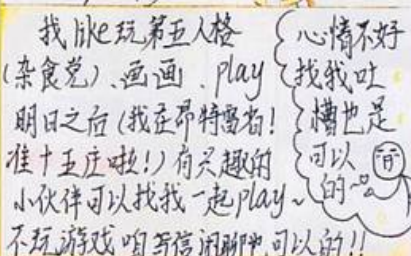 我like玩第五人格
(杂食党)、画画、play
明日之后(我在昂特雷省!
准十五庄啦!)有兴趣的
小伙伴可以找我一起play~
不玩游戏咱写信闲聊也可以的!!
心情不好
找我吐
槽也是
可以
的~